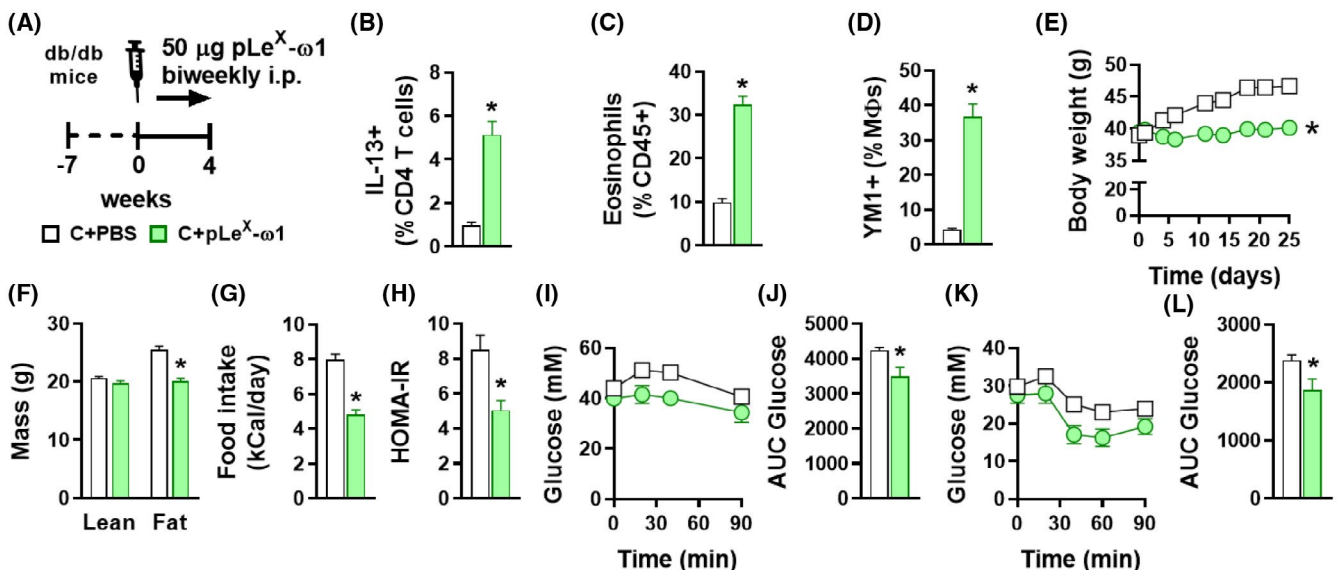 (A)
db/db
mice
50 μg pLeX-ω1
biweekly i.p.
-7
0
4
weeks
C+PBS
C+pLeX-ω1
(B)
IL-13+
(% CD4 T cells)
8
6
4
2
0
*
(C)
Eosinophils
(% CD45+)
40
30
20
10
0
*
(D)
YM1+ (% MΦs)
50
40
30
20
10
0
*
(E)
Body weight (g)
50
45
40
35
20
0
*
0 5 10 15 20 25
Time (days)
(F)
Mass (g)
30
20
10
0
*
Lean Fat
(G)
Food intake
(kCal/day)
10
8
6
4
2
0
*
(H)
HOMA-IR
10
8
6
4
2
0
*
(I)
Glucose (mM)
60
40
20
0
0 30 60 90
Time (min)
(J)
AUC Glucose
5000
4000
3000
2000
1000
0
*
(K)
Glucose (mM)
40
30
20
10
0
0 30 60 90
Time (min)
(L)
AUC Glucose
3000
2000
1000
0
*